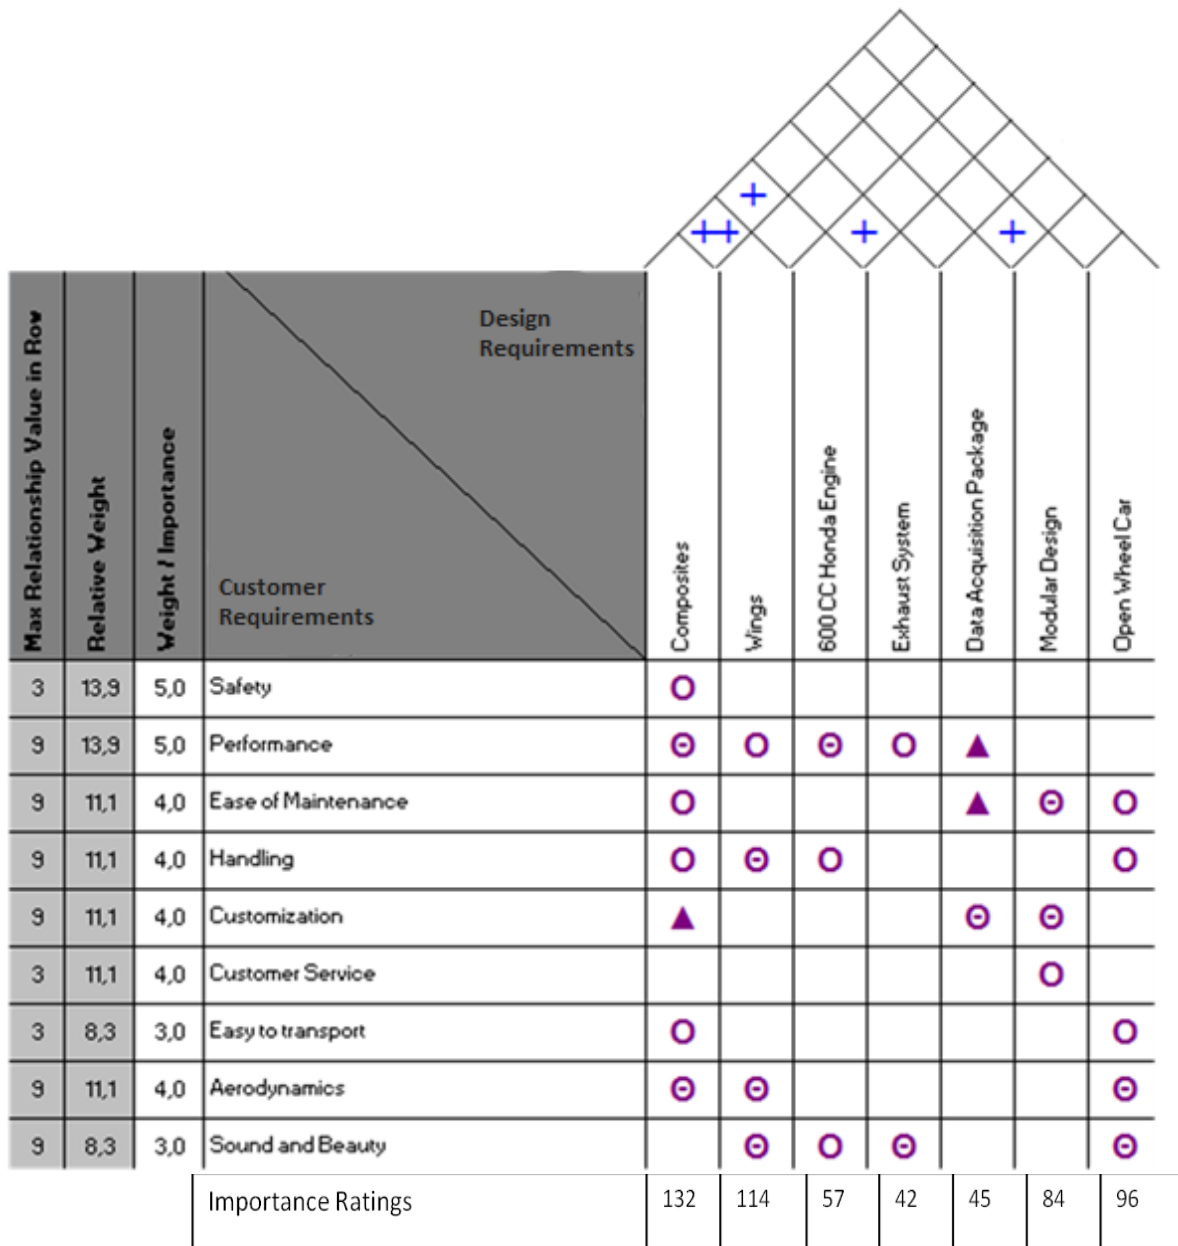 +
++ + +
Design
Requirements
Customer
Requirements
Max Relationship Value in Row
Relative Weight
Weight / Importance
Composites
Wings
600 CC Honda Engine
Exhaust System
Data Acquisition Package
Modular Design
Open Wheel Car
3 13,9 5,0 Safety O
9 13,9 5,0 Performance Θ O Θ O ▲
9 11,1 4,0 Ease of Maintenance O ▲ Θ O
9 11,1 4,0 Handling O Θ O O
9 11,1 4,0 Customization ▲ Θ Θ
3 11,1 4,0 Customer Service O
3 8,3 3,0 Easy to transport O O
9 11,1 4,0 Aerodynamics Θ Θ Θ
9 8,3 3,0 Sound and Beauty Θ O Θ Θ
Importance Ratings 132 114 57 42 45 84 96